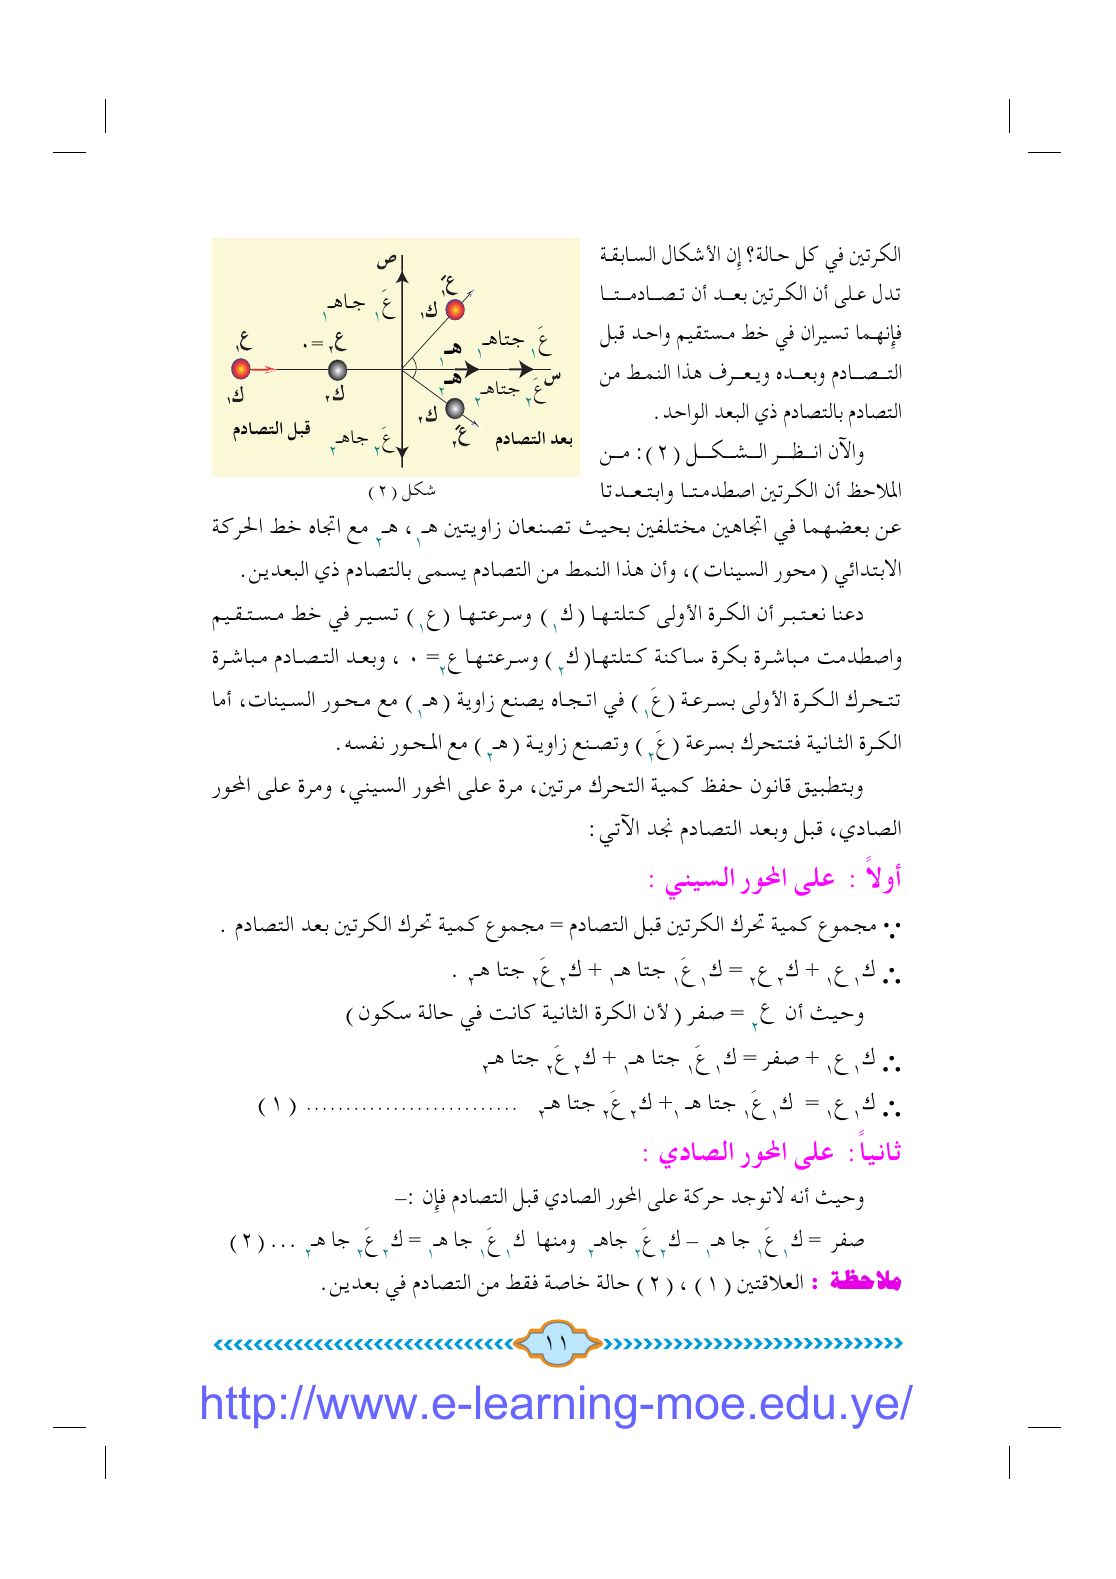 الكرتين في كل حالة؟ إن الأشكال السابقة
تدل على أن الكرتين بعد أن تصادمتا
فإنهما تسيران في خط مستقيم واحد قبل
التصادم وبعده ويعرف هذا النمط من
التصادم بالتصادم ذي البعد الواحد .
والآن انظر الشكل ( ٢ ) : من
الملاحظ أن الكرتين اصطدمتا وابتعدتا
ص
عَ١ جاهـ١
عَ١
ك١
ع١
ع٢ = ٠
هـ١
عَ١ جتاهـ١
هـ٢
س
عَ٢ جتاهـ٢
ك١
ك٢
ك٢
عَ٢
قبل التصادم
عَ٢ جاهـ٢
بعد التصادم
شكل ( ٢ )
عن بعضهما في اتجاهين مختلفين بحيث تصنعان زاويتين هـ١ ، هـ٢ مع اتجاه خط الحركة
الابتدائي ( محور السينات )، وأن هذا النمط من التصادم يسمى بالتصادم ذي البعدين .
دعنا نعتبر أن الكرة الأولى كتلتها ( ك١ ) وسرعتها ( ع١ ) تسير في خط مستقيم
واصطدمت مباشرة بكرة ساكنة كتلتها( ك٢ ) وسرعتها ع٢= ٠ ، وبعد التصادم مباشرة
تتحرك الكرة الأولى بسرعة ( عَ١ ) في اتجاه يصنع زاوية ( هـ١ ) مع محور السينات، أما
الكرة الثانية فتتحرك بسرعة ( عَ٢ ) وتصنع زاوية ( هـ٢ ) مع المحور نفسه .
وبتطبيق قانون حفظ كمية التحرك مرتين، مرة على المحور السيني، ومرة على المحور
الصادي، قبل وبعد التصادم نجد الآتي :
أولاً : على المحور السيني :
∵ مجموع كمية تحرك الكرتين قبل التصادم = مجموع كمية تحرك الكرتين بعد التصادم .
∴ ك١ ع١ + ك٢ ع٢ = ك١ عَ١ جتا هـ١ + ك٢ عَ٢ جتا هـ٢ .
وحيث أن ع٢ = صفر ( لأن الكرة الثانية كانت في حالة سكون )
∴ ك١ ع١ + صفر = ك١ عَ١ جتا هـ١ + ك٢ عَ٢ جتا هـ٢
∴ ك١ ع١ = ك١ عَ١ جتا هـ١ + ك٢ عَ٢ جتا هـ٢ ........................... ( ١ )
ثانياً : على المحور الصادي :
وحيث أنه لاتوجد حركة على المحور الصادي قبل التصادم فإن :–
صفر = ك١ عَ١ جا هـ١ – ك٢ عَ٢ جاهـ٢ ومنها ك١ عَ١ جا هـ١ = ك٢ عَ٢ جا هـ٢ ... ( ٢ )
ملاحظة : العلاقتين ( ١ ) ، ( ٢ ) حالة خاصة فقط من التصادم في بعدين .
١١
http://www.e-learning-moe.edu.ye/